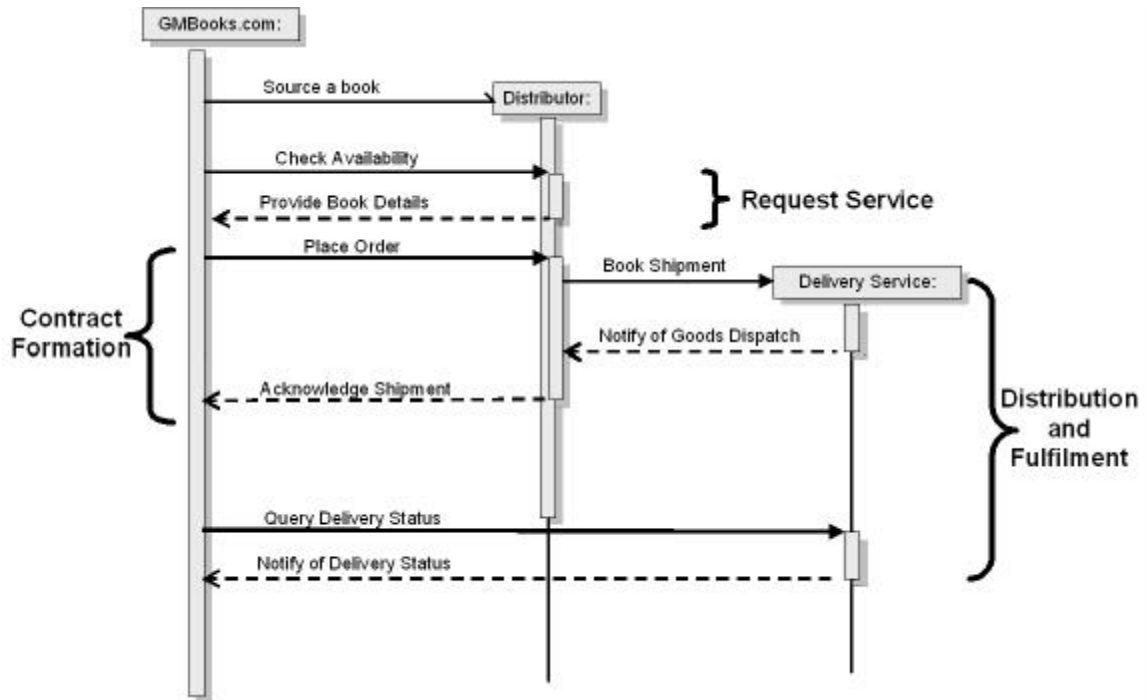 GMBooks.com:
Source a book
Distributor:
Check Availability
Provide Book Details
Request Service
Place Order
Book Shipment
Delivery Service:
Contract
Formation
Notify of Goods Dispatch
Acknowledge Shipment
Distribution
and
Fulfilment
Query Delivery Status
Notify of Delivery Status